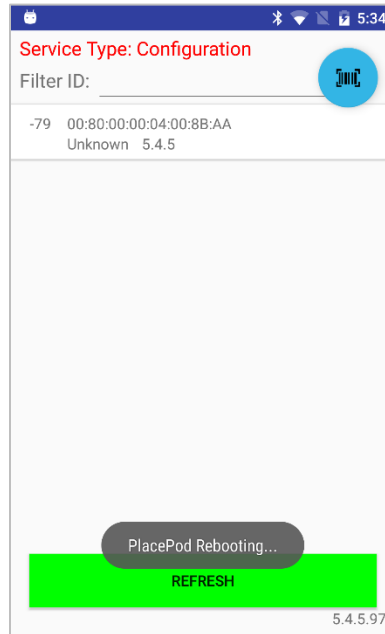 5:34
Service Type: Configuration
Filter ID:
-79 00:80:00:00:04:00:8B:AA
Unknown 5.4.5
PlacePod Rebooting...
REFRESH
5.4.5.97